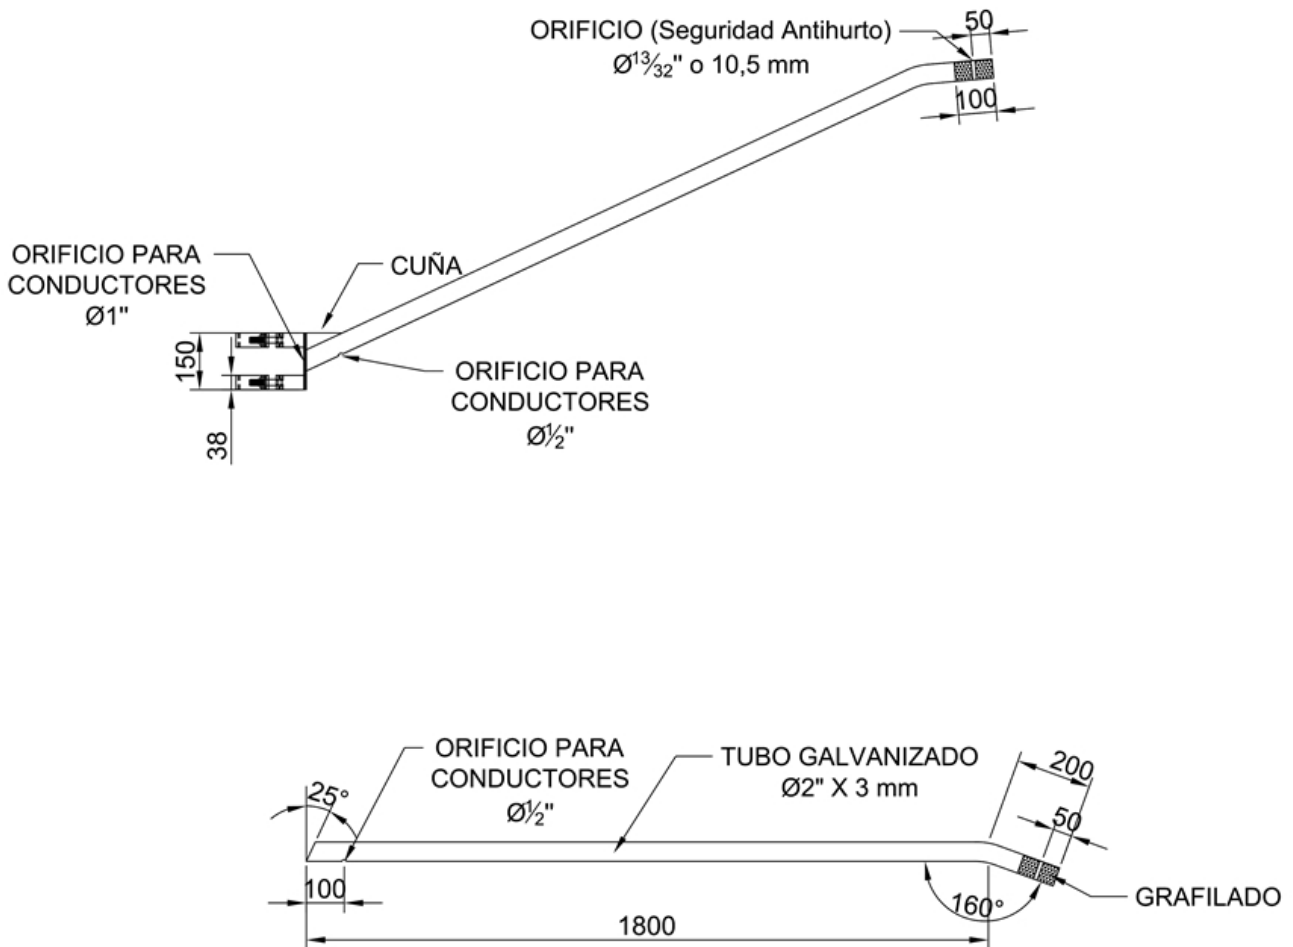 ORIFICIO (Seguridad Antihurto)
Ø13/32" o 10,5 mm
50
100
ORIFICIO PARA
CONDUCTORES
Ø1"
CUÑA
150
38
ORIFICIO PARA
CONDUCTORES
Ø1/2"
ORIFICIO PARA
CONDUCTORES
Ø1/2"
TUBO GALVANIZADO
Ø2" X 3 mm
200
50
25°
100
160°
GRAFILADO
1800